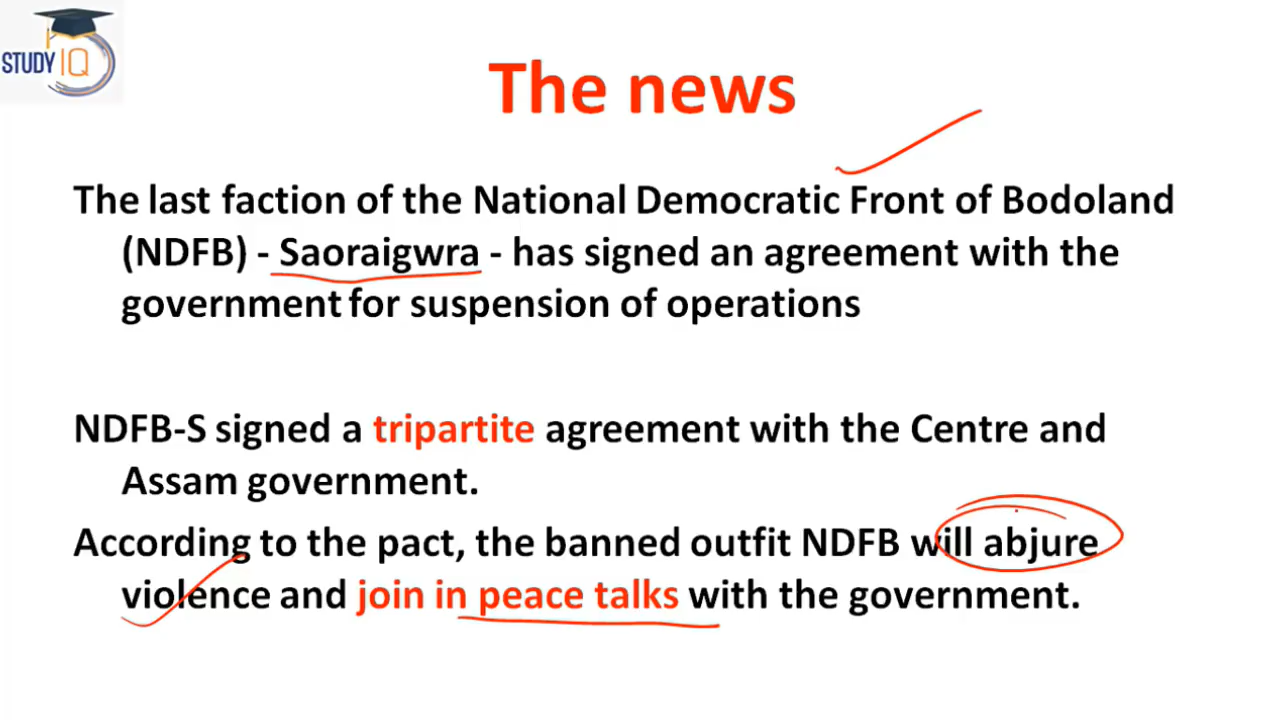 STUDY IQ
The news
The last faction of the National Democratic Front of Bodoland
(NDFB) - Saoraigwra - has signed an agreement with the
government for suspension of operations
NDFB-S signed a tripartite agreement with the Centre and
Assam government.
According to the pact, the banned outfit NDFB will abjure
violence and join in peace talks with the government.